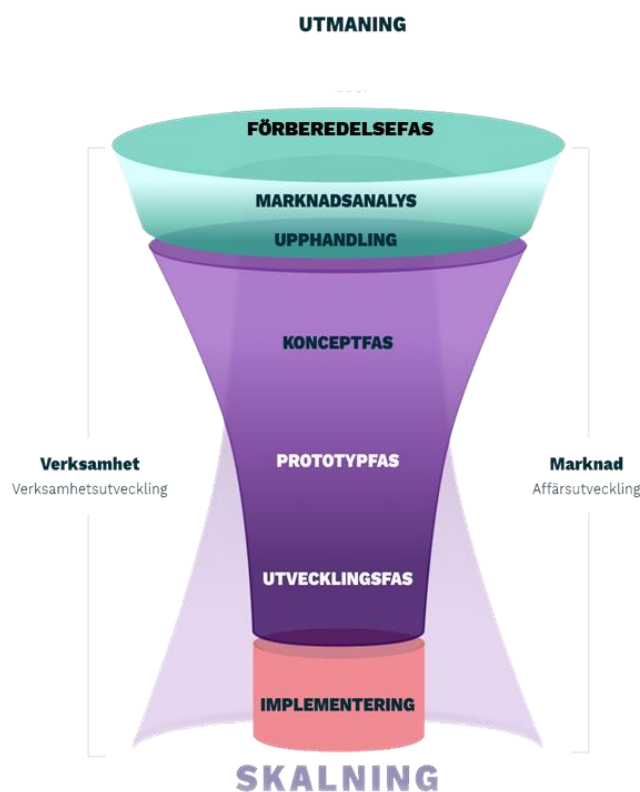 UTMANING
FÖRBEREDELSEFAS
MARKNADSANALYS
UPPHANDLING
KONCEPTFAS
Verksamhet
Verksamhetsutveckling
PROTOTYPFAS
Marknad
Affärsutveckling
UTVECKLINGSFAS
IMPLEMENTERING
SKALNING